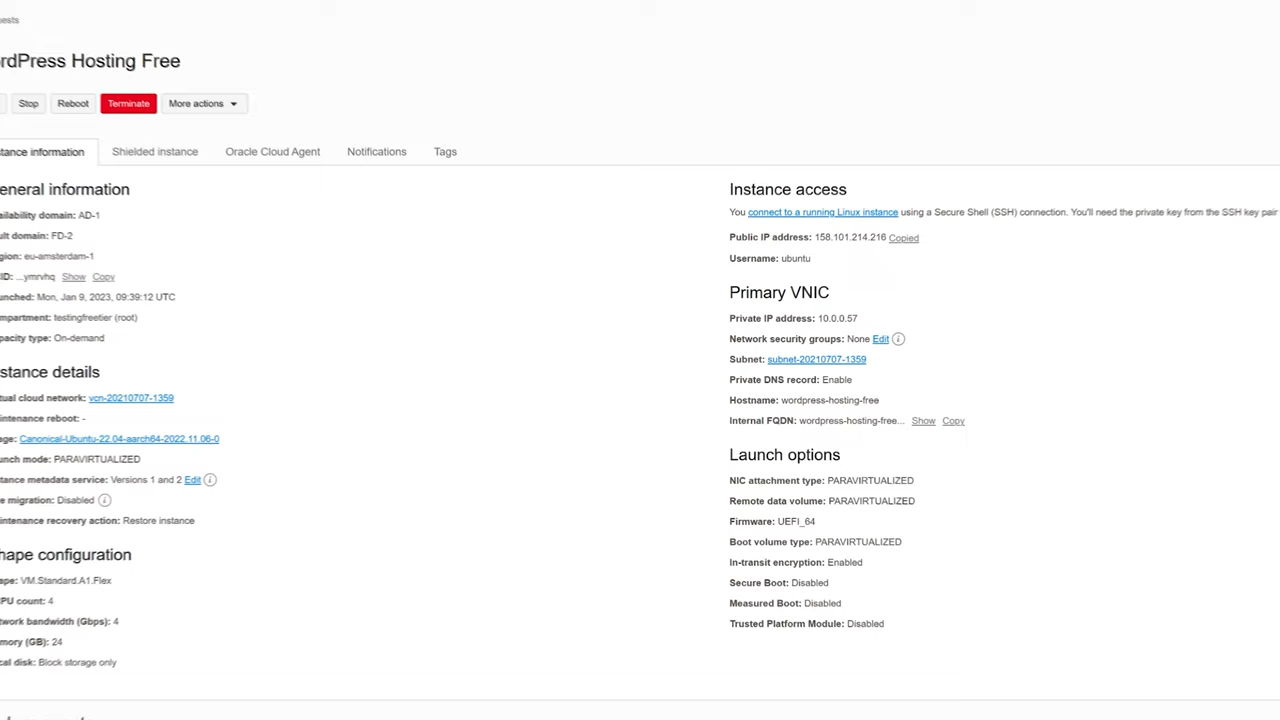 uests
rdPress Hosting Free
Stop Reboot Terminate More actions
tance information Shielded instance Oracle Cloud Agent Notifications Tags
eneral information
ailability domain: AD-1
ult domain: FD-2
gion: eu-amsterdam-1
CID: ...ymrvhq Show Copy
unched: Mon, Jan 9, 2023, 09:39:12 UTC
mpartment: testingfreetier (root)
pacity type: On-demand
stance details
tual cloud network: vcn-20210707-1359
intenance reboot: -
age: Canonical-Ubuntu-22.04-aarch64-2022.11.06-0
unch mode: PARAVIRTUALIZED
stance metadata service: Versions 1 and 2 Edit
e migration: Disabled
intenance recovery action: Restore instance
hape configuration
ape: VM.Standard.A1.Flex
CPU count: 4
twork bandwidth (Gbps): 4
mory (GB): 24
cal disk: Block storage only
Instance access
You connect to a running Linux instance using a Secure Shell (SSH) connection. You'll need the private key from the SSH key pair
Public IP address: 158.101.214.216 Copied
Username: ubuntu
Primary VNIC
Private IP address: 10.0.0.57
Network security groups: None Edit
Subnet: subnet-20210707-1359
Private DNS record: Enable
Hostname: wordpress-hosting-free
Internal FQDN: wordpress-hosting-free... Show Copy
Launch options
NIC attachment type: PARAVIRTUALIZED
Remote data volume: PARAVIRTUALIZED
Firmware: UEFI_64
Boot volume type: PARAVIRTUALIZED
In-transit encryption: Enabled
Secure Boot: Disabled
Measured Boot: Disabled
Trusted Platform Module: Disabled